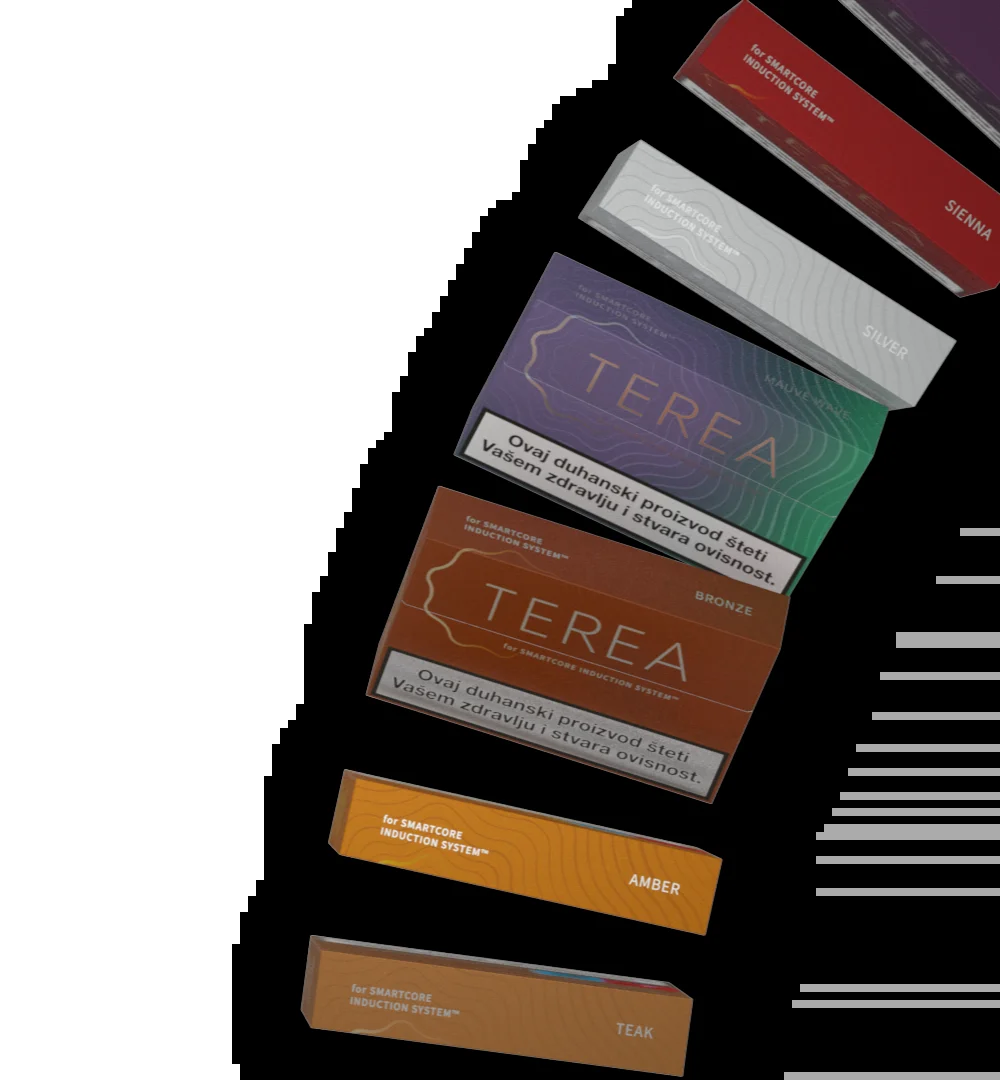 for SMARTCORE
INDUCTION SYSTEM™
TEREA
SIENNA
for SMARTCORE
INDUCTION SYSTEM™
SILVER
for SMARTCORE
INDUCTION SYSTEM™
MAUVE WAVE
TEREA
Ovaj duhanski proizvod šteti
Vašem zdravlju i stvara ovisnost.
for SMARTCORE
INDUCTION SYSTEM™
BRONZE
TEREA
for SMARTCORE INDUCTION SYSTEM™
Ovaj duhanski proizvod šteti
Vašem zdravlju i stvara ovisnost.
for SMARTCORE
INDUCTION SYSTEM™
AMBER
for SMARTCORE
INDUCTION SYSTEM™
TEAK